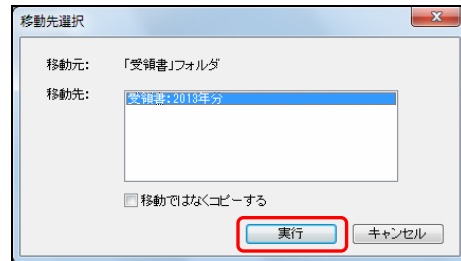 移動先選択
移動元: 「受領書」フォルダ
移動先: 受領書:2013年分
移動ではなくコピーする
実行 キャンセル